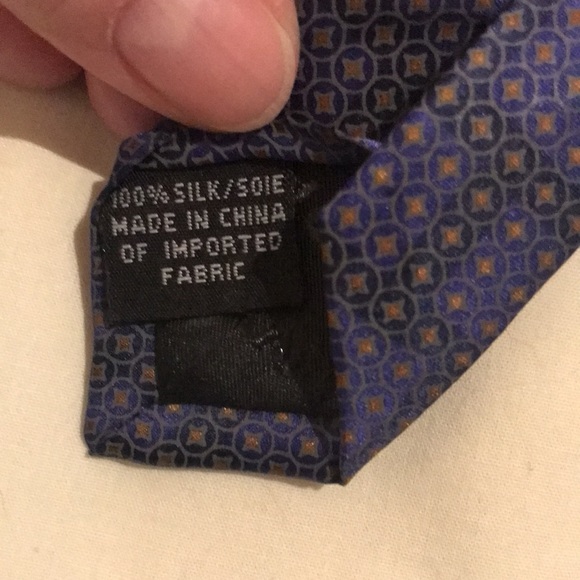 100% SILK/SOIE
MADE IN CHINA
OF IMPORTED
FABRIC